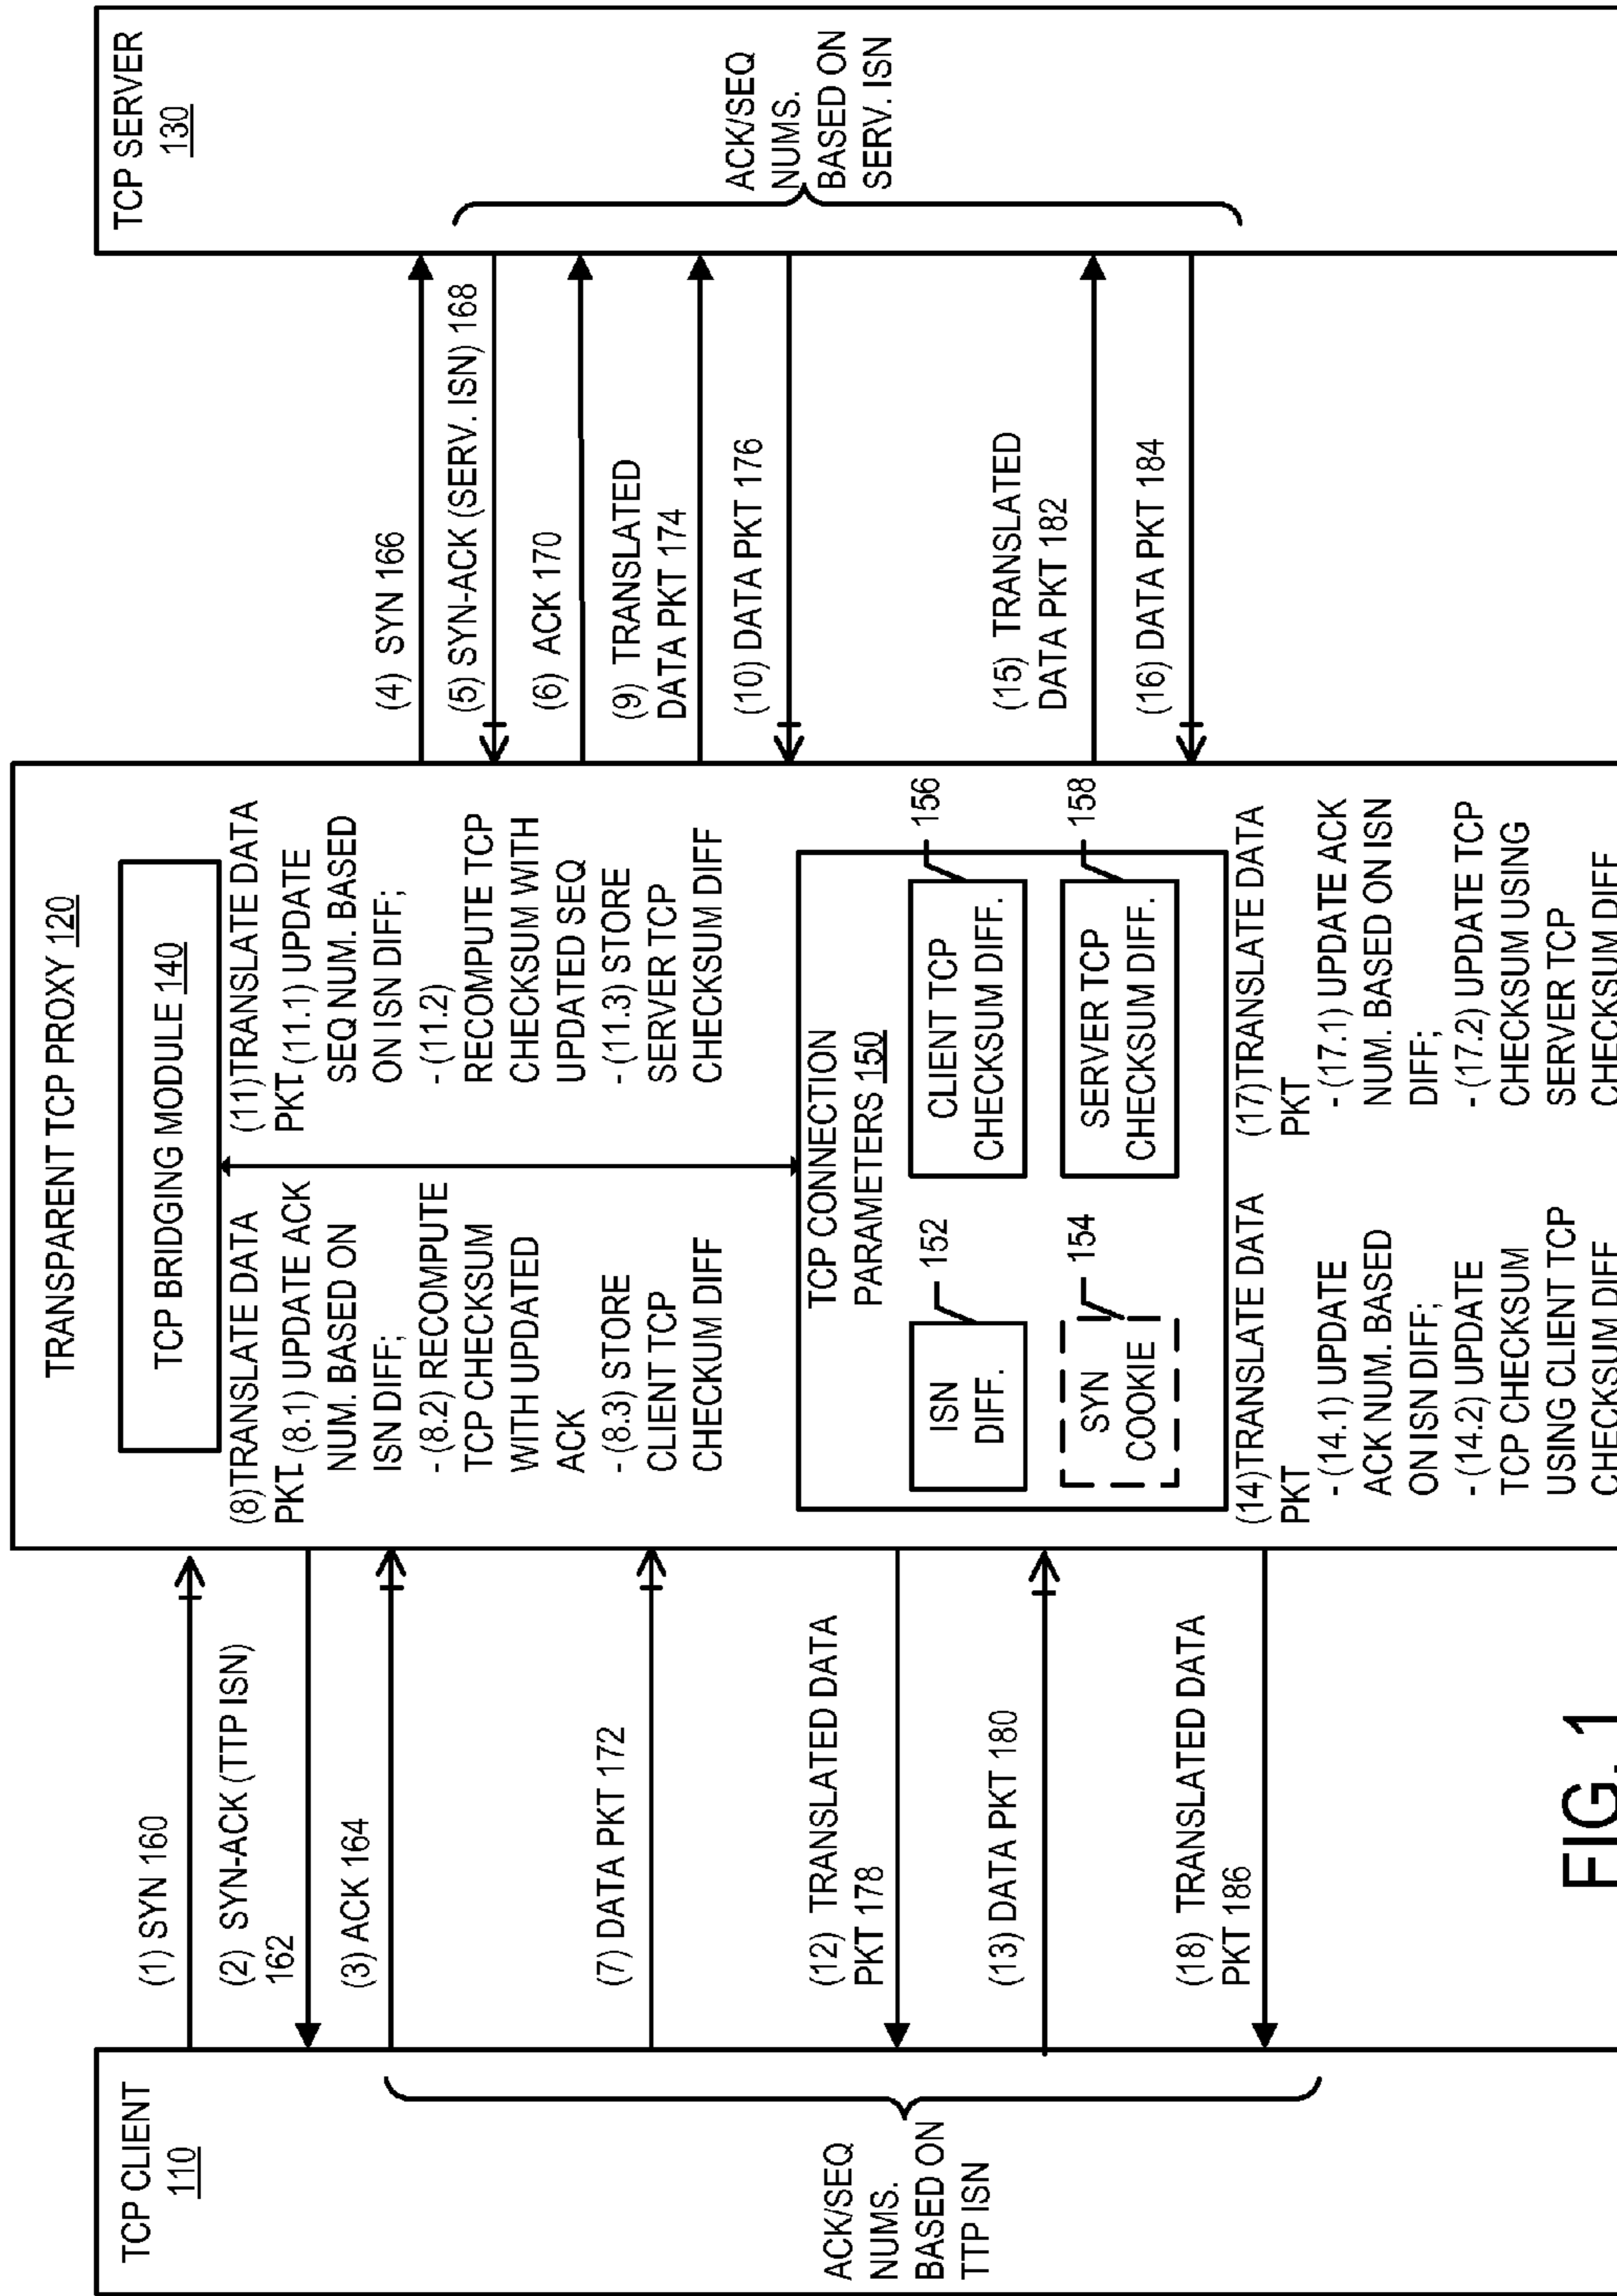 TCP CLIENT
110
ACK/SEQ
NUMS.
BASED ON
TTP ISN
(1) SYN 160
(2) SYN-ACK (TTP ISN)
162
(3) ACK 164
(7) DATA PKT 172
(12) TRANSLATED DATA
PKT 178
(13) DATA PKT 180
(18) TRANSLATED DATA
PKT 186
TRANSPARENT TCP PROXY 120
TCP BRIDGING MODULE 140
(8)TRANSLATE DATA
PKT- (8.1) UPDATE ACK
NUM. BASED ON
ISN DIFF;
- (8.2) RECOMPUTE
TCP CHECKSUM
WITH UPDATED
ACK
- (8.3) STORE
CLIENT TCP
CHECKUM DIFF
(11)TRANSLATE DATA
PKT- (11.1) UPDATE
SEQ NUM. BASED
ON ISN DIFF;
- (11.2)
RECOMPUTE TCP
CHECKSUM WITH
UPDATED SEQ
- (11.3) STORE
SERVER TCP
CHECKSUM DIFF
TCP CONNECTION
PARAMETERS 150
ISN
DIFF.
152
SYN
COOKIE
154
CLIENT TCP
CHECKSUM DIFF.
156
SERVER TCP
CHECKSUM DIFF.
158
(14)TRANSLATE DATA
PKT
- (14.1) UPDATE
ACK NUM. BASED
ON ISN DIFF;
- (14.2) UPDATE
TCP CHECKSUM
USING CLIENT TCP
CHECKSUM DIFF
(17)TRANSLATE DATA
PKT
- (17.1) UPDATE ACK
NUM. BASED ON ISN
DIFF;
- (17.2) UPDATE TCP
CHECKSUM USING
SERVER TCP
CHECKSUM DIFF
(4) SYN 166
(5) SYN-ACK (SERV. ISN) 168
(6) ACK 170
(9) TRANSLATED
DATA PKT 174
(10) DATA PKT 176
(15) TRANSLATED
DATA PKT 182
(16) DATA PKT 184
TCP SERVER
130
ACK/SEQ
NUMS.
BASED ON
SERV. ISN
FIG. 1